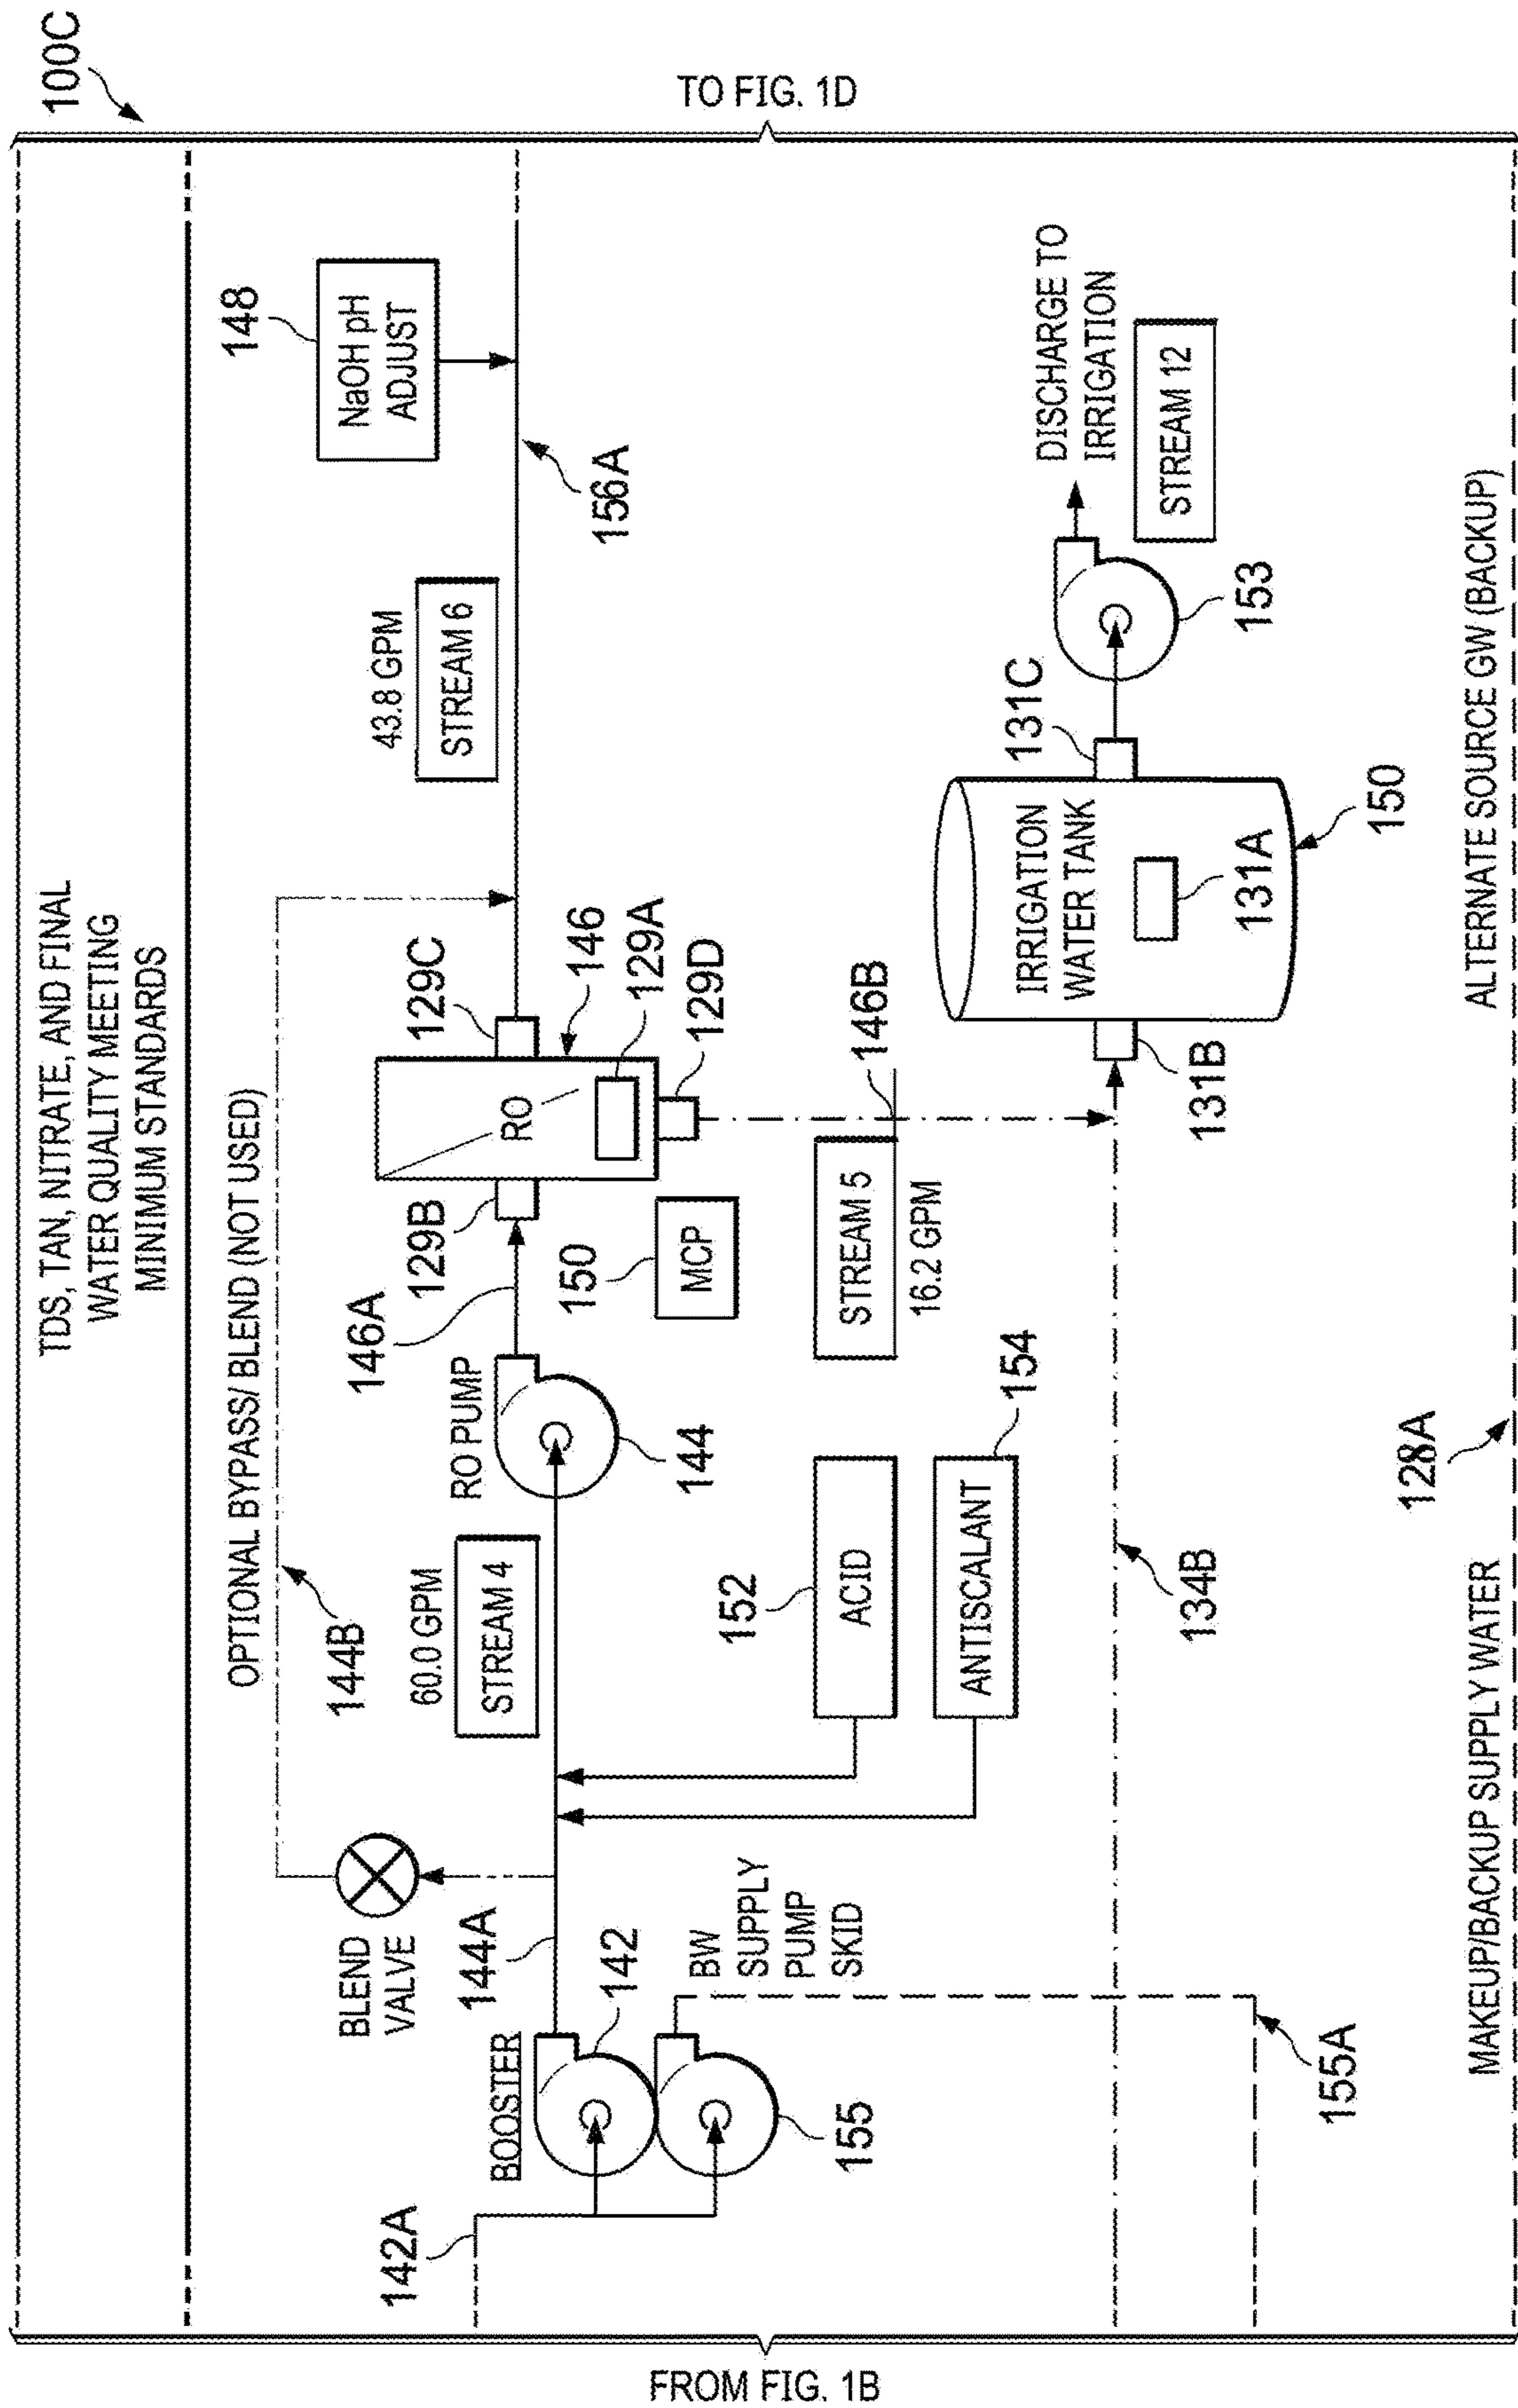 100C
TO FIG. 1D
TDS, TAN, NITRATE, AND FINAL
WATER QUALITY MEETING
MINIMUM STANDARDS
OPTIONAL BYPASS/ BLEND (NOT USED)
144B
BLEND
VALVE
148
NaOH pH
ADJUST
156A
43.8 GPM
STREAM 6
129C
146
129A
129D
RO
129B
150
MCP
146A
RO PUMP
144
60.0 GPM
STREAM 4
144A
BOOSTER
142
142A
BW
SUPPLY
PUMP
SKID
155
155A
152
ACID
154
ANTISCALANT
STREAM 5
16.2 GPM
146B
134B
131B
IRRIGATION
WATER TANK
131A
131C
150
153
DISCHARGE TO
IRRIGATION
STREAM 12
MAKEUP/BACKUP SUPPLY WATER
128A
ALTERNATE SOURCE GW (BACKUP)
FROM FIG. 1B